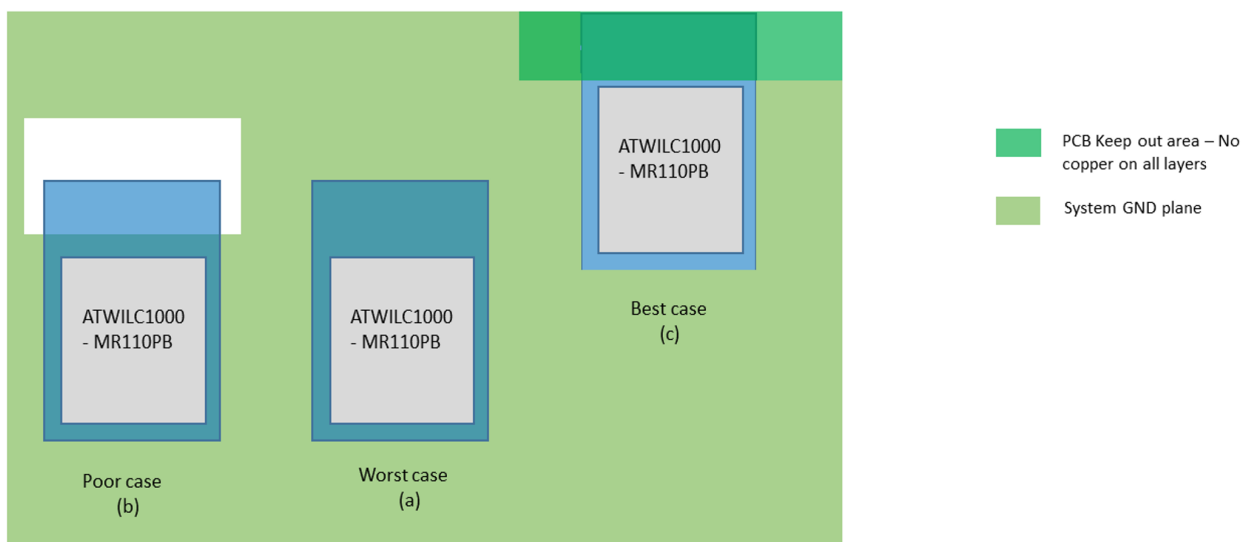 ATWILC1000
- MR110PB
Poor case
(b)
ATWILC1000
- MR110PB
Worst case
(a)
ATWILC1000
- MR110PB
Best case
(c)
PCB Keep out area – No
copper on all layers
System GND plane